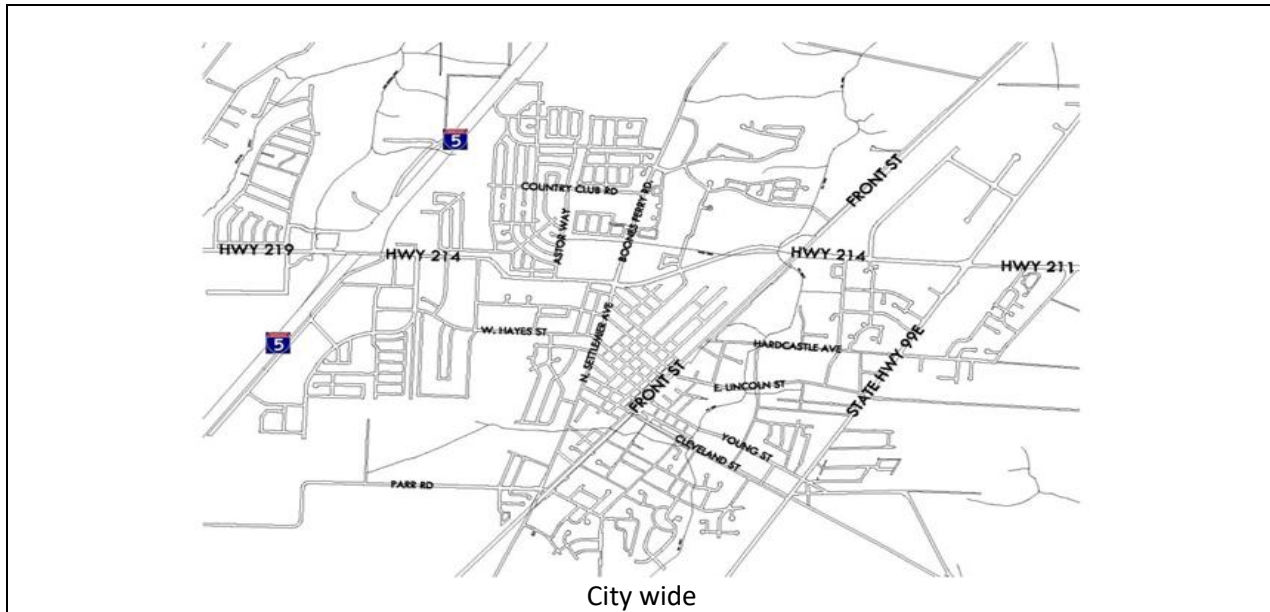 5
FRONT ST
COUNTRY CLUB RD
ASTOR WAY
BOONES FERRY RD.
HWY 219
HWY 214
HWY 214
HWY 211
5
W. HAYES ST
N. SETTLEMIER AVE
HARDCASTLE AVE
STATE HWY 99E
FRONT ST
E. LINCOLN ST
YOUNG ST
CLEVELAND ST
PARR RD
City wide